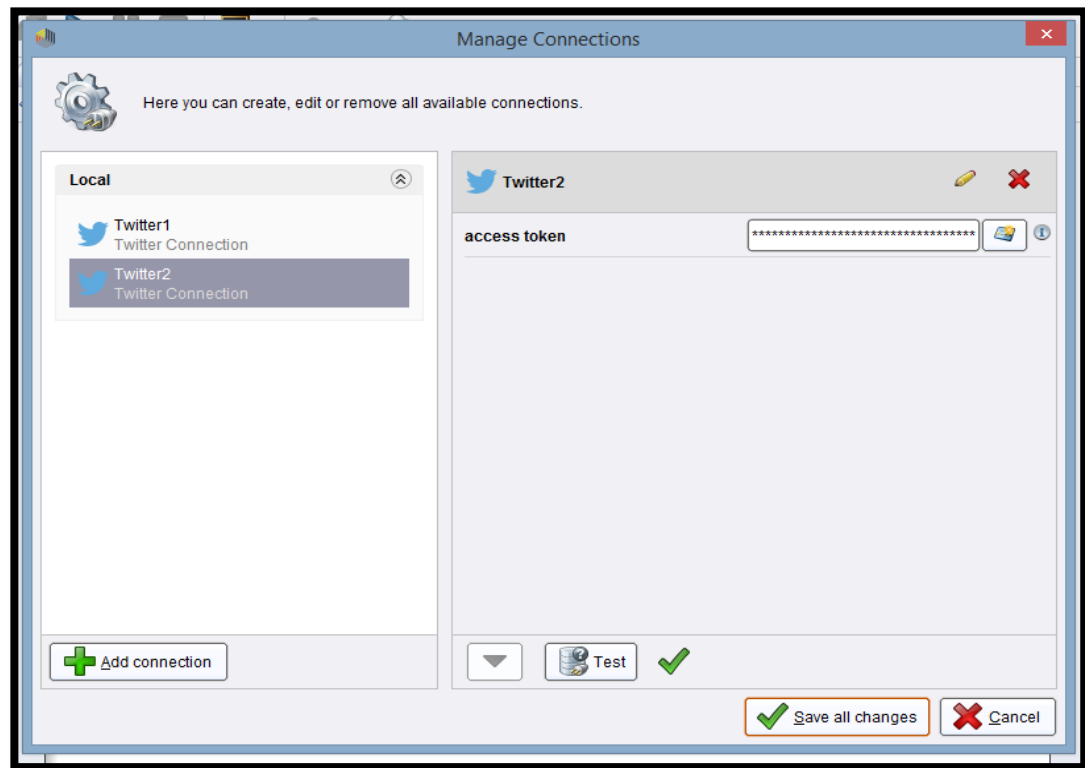 Manage Connections
Here you can create, edit or remove all available connections.
Local
Twitter1
Twitter Connection
Twitter2
Twitter Connection
Twitter2
access token
**********************************
Add connection
Test
Save all changes
Cancel